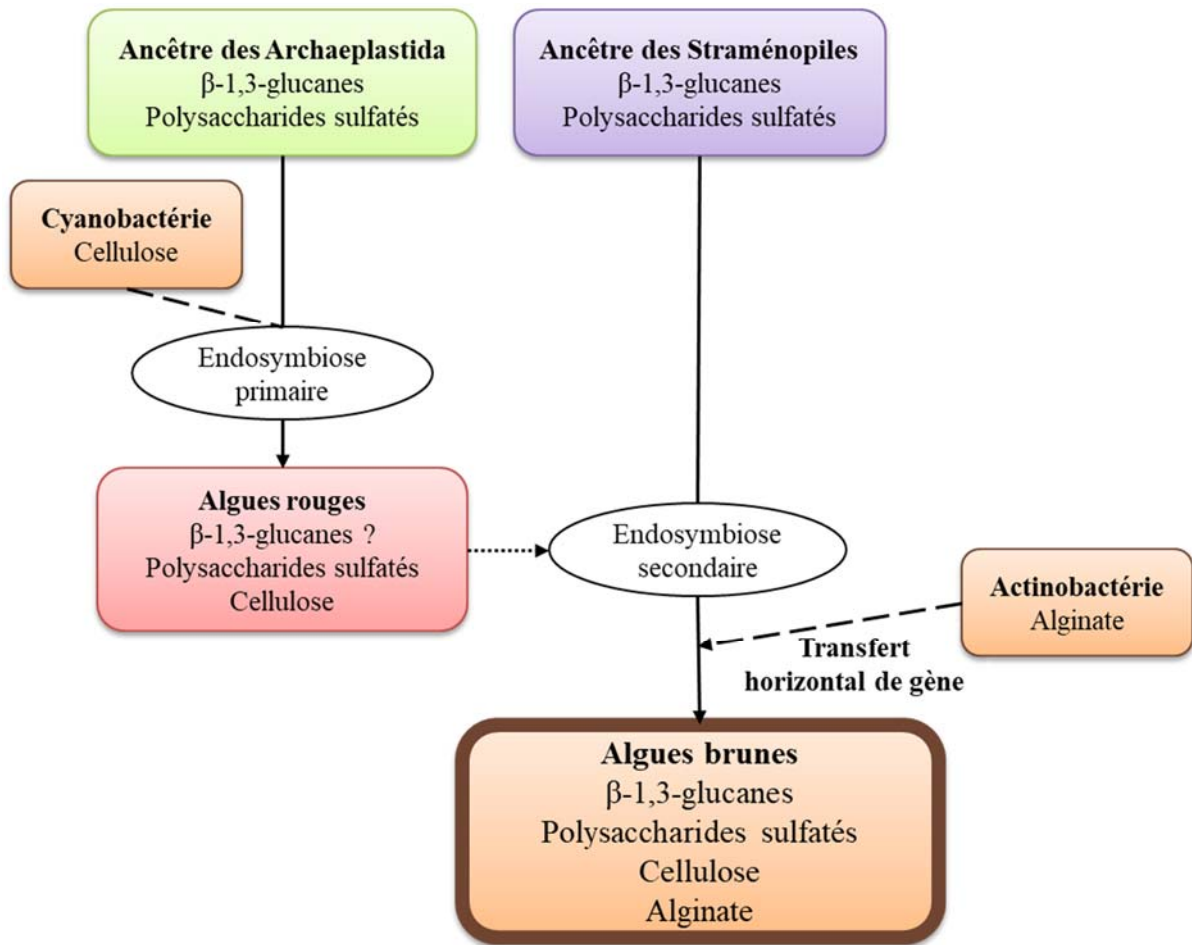 Ancêtre des Archaeplastida
β-1,3-glucanes
Polysaccharides sulfatés
Ancêtre des Straménopiles
β-1,3-glucanes
Polysaccharides sulfatés
Cyanobactérie
Cellulose
Endosymbiose
primaire
Algues rouges
β-1,3-glucanes ?
Polysaccharides sulfatés
Cellulose
Endosymbiose
secondaire
Actinobactérie
Alginate
Transfert
horizontal de gène
Algues brunes
β-1,3-glucanes
Polysaccharides sulfatés
Cellulose
Alginate